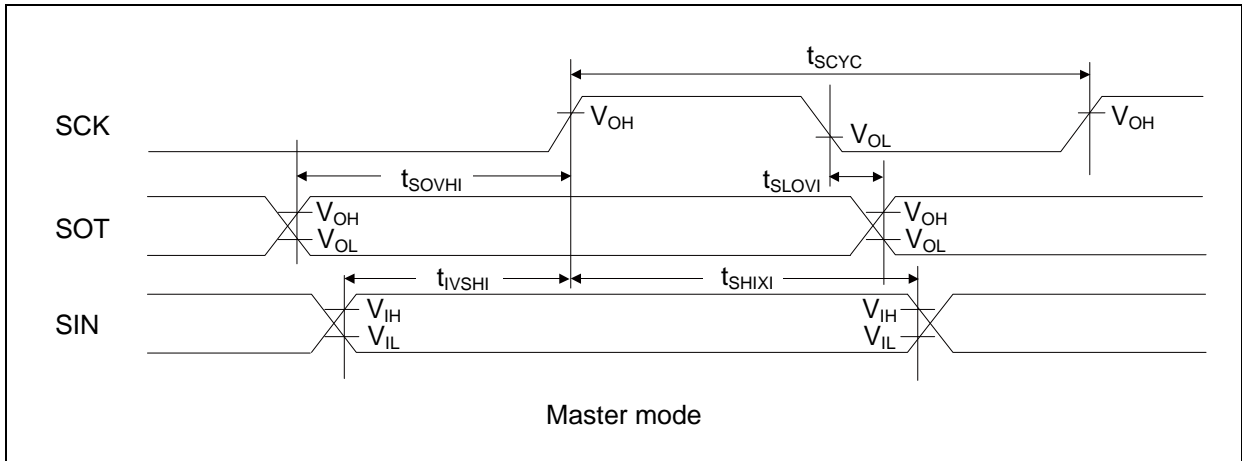 tSCYC
SCK
VOH
VOL
VOH
tSOVHI
tSLOVI
SOT
VOH
VOL
VOH
VOL
tIVSHI
tSHIXI
SIN
VIH
VIL
VIH
VIL
Master mode